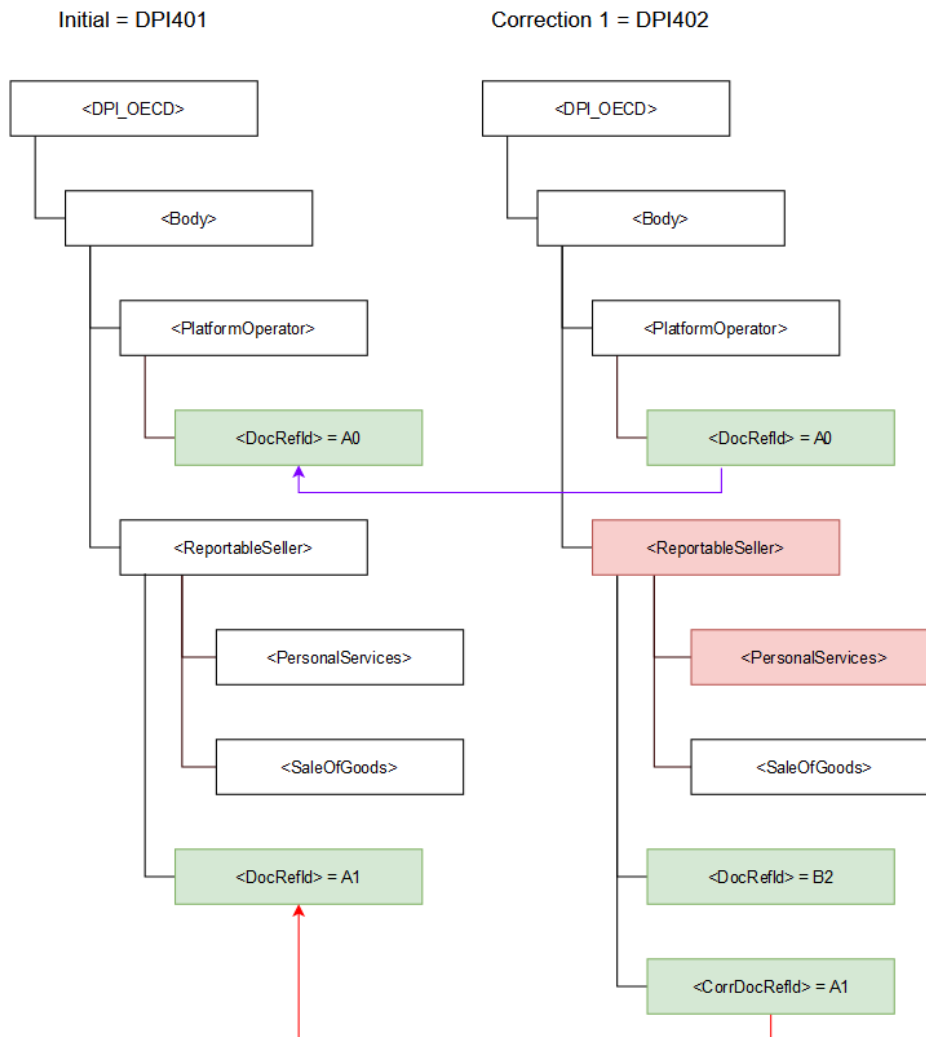 Initial = DPI401
Correction 1 = DPI402
<DPI_OECD>
<DPI_OECD>
<Body>
<Body>
<PlatformOperator>
<PlatformOperator>
<DocRefId> = A0
<DocRefId> = A0
<ReportableSeller>
<ReportableSeller>
<PersonalServices>
<PersonalServices>
<SaleOfGoods>
<SaleOfGoods>
<DocRefId> = A1
<DocRefId> = B2
<CorrDocRefId> = A1